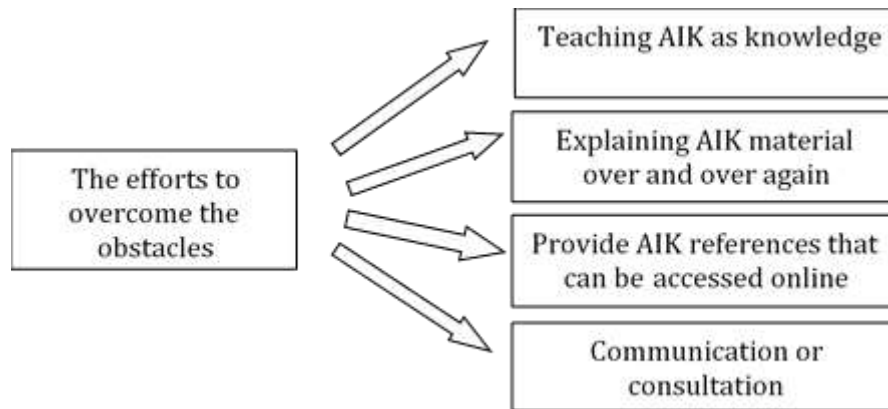 The efforts to
overcome the
obstacles
Teaching AIK as knowledge
Explaining AIK material
over and over again
Provide AIK references that
can be accessed online
Communication or
consultation